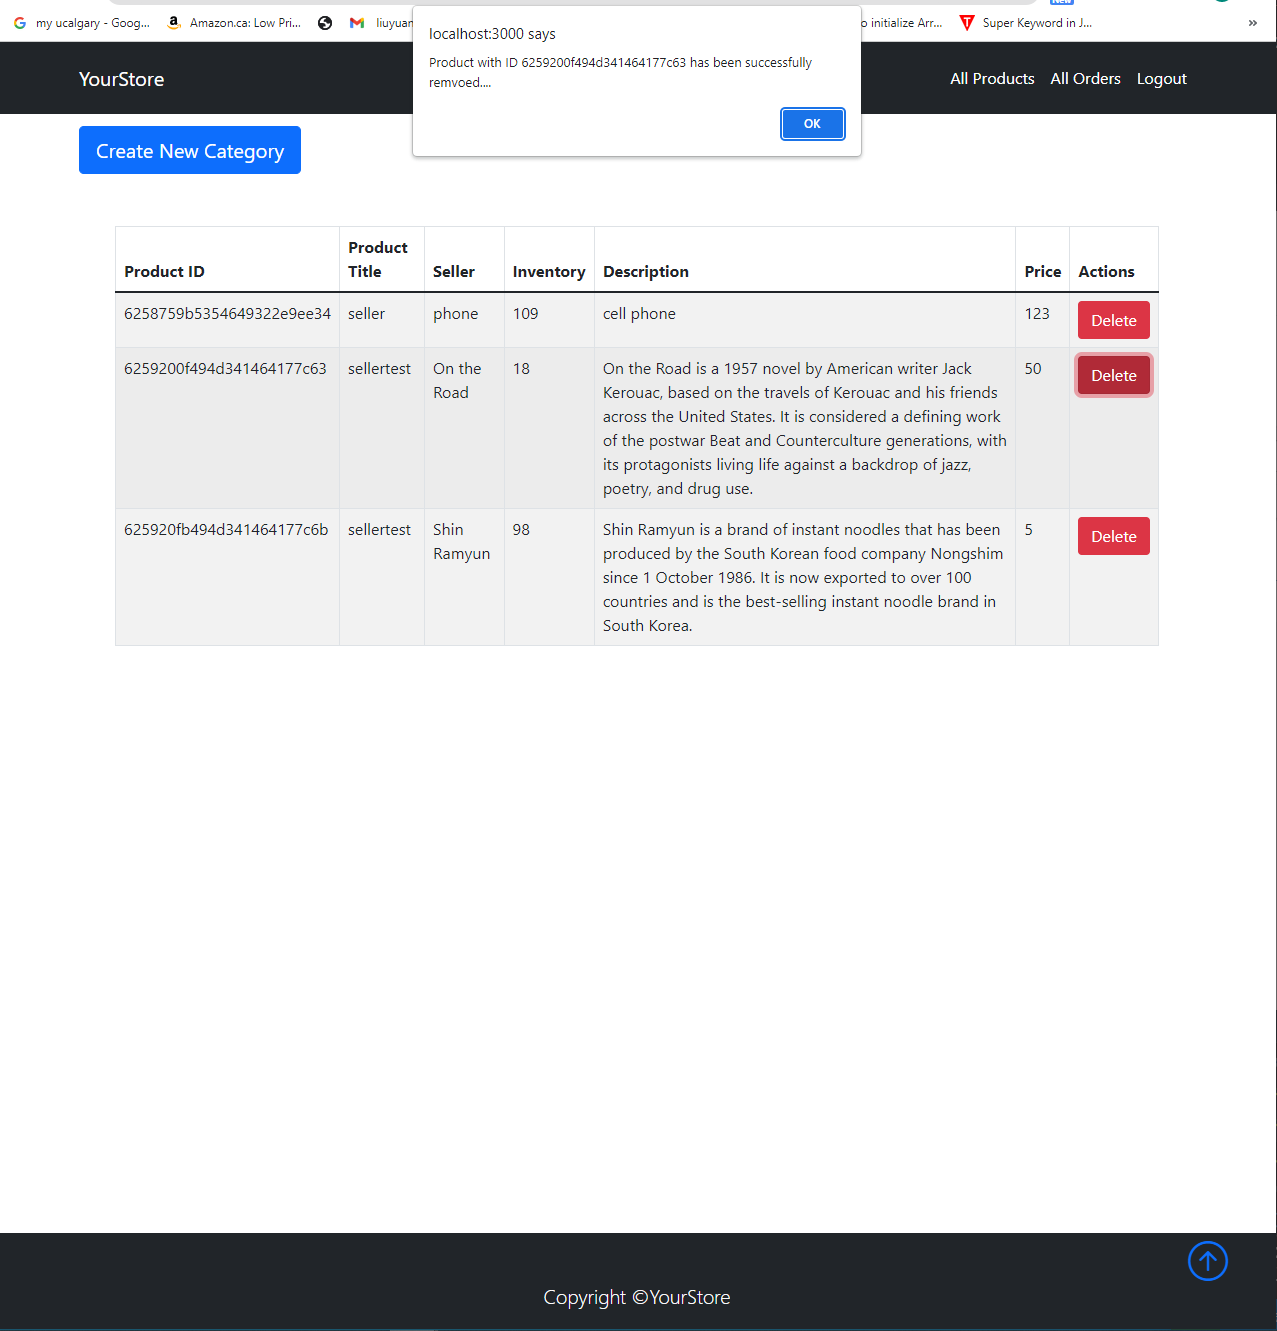 my ucalgary - Goog...
Amazon.ca: Low Pri...
liuyuan
o initialize Arr...
Super Keyword in J...
»
New
localhost:3000 says
Product with ID 6259200f494d341464177c63 has been successfully
remvoed....
OK
YourStore
All Products All Orders Logout
Create New Category
Product ID Product Title Seller Inventory Description Price Actions
6258759b5354649322e9ee34 seller phone 109 cell phone 123 Delete
6259200f494d341464177c63 sellertest On the Road 18 On the Road is a 1957 novel by American writer Jack
Kerouac, based on the travels of Kerouac and his friends
across the United States. It is considered a defining work
of the postwar Beat and Counterculture generations, with
its protagonists living life against a backdrop of jazz,
poetry, and drug use. 50 Delete
625920fb494d341464177c6b sellertest Shin Ramyun 98 Shin Ramyun is a brand of instant noodles that has been
produced by the South Korean food company Nongshim
since 1 October 1986. It is now exported to over 100
countries and is the best-selling instant noodle brand in
South Korea. 5 Delete
Copyright ©YourStore